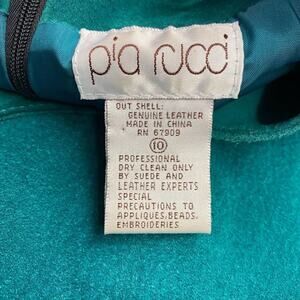 pia rucci
OUT SHELL:
GENUINE LEATHER
MADE IN CHINA
RN 67909
10
PROFESSIONAL
DRY CLEAN ONLY
BY SUEDE AND
LEATHER EXPERTS
SPECIAL
PRECAUTIONS TO
APPLIQUES,BEADS,
EMBROIDERIES